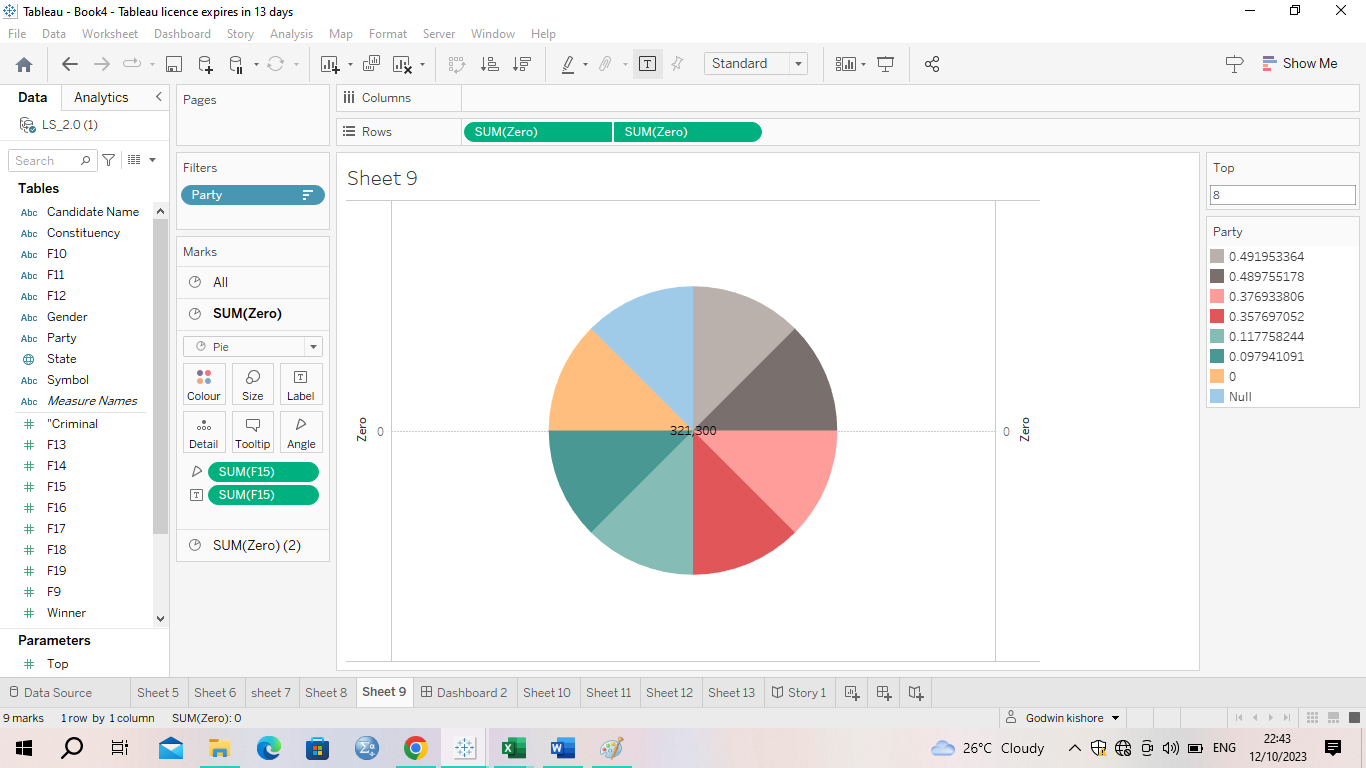 Tableau - Book4 - Tableau licence expires in 13 days
File Data Worksheet Dashboard Story Analysis Map Format Server Window Help
Standard
Show Me
Data Analytics
LS_2.0 (1)
Search
Tables
Abc Candidate Name
Abc Constituency
Abc F10
Abc F11
Abc F12
Abc Gender
Abc Party
State
Abc Symbol
Abc Measure Names
# "Criminal
# F13
# F14
# F15
# F16
# F17
# F18
# F19
# F9
# Winner
Parameters
# Top
Pages
Filters
Party
Marks
All
SUM(Zero)
Pie
Colour Size Label
Detail Tooltip Angle
SUM(F15)
SUM(F15)
SUM(Zero) (2)
Columns
Rows SUM(Zero) SUM(Zero)
Sheet 9
Zero 0
321,300
0 Zero
Top
8
Party
0.491953364
0.489755178
0.376933806
0.357697052
0.117758244
0.097941091
0
Null
Data Source Sheet 5 Sheet 6 sheet 7 Sheet 8 Sheet 9 Dashboard 2 Sheet 10 Sheet 11 Sheet 12 Sheet 13 Story 1
9 marks 1 row by 1 column SUM(Zero): 0 Godwin kishore
26°C Cloudy ENG 22:43
12/10/2023